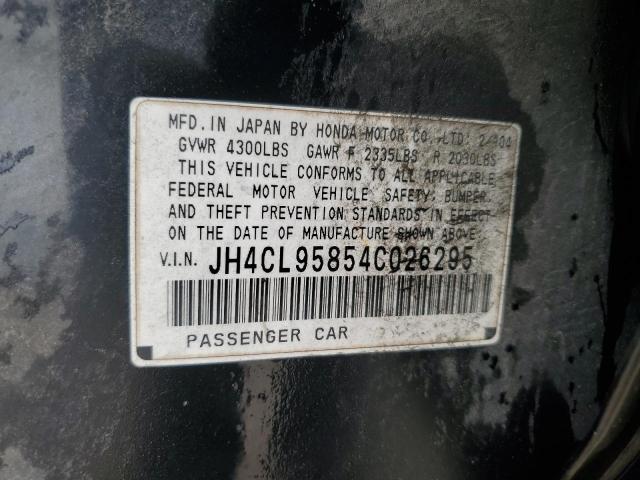 MFD. IN JAPAN BY HONDA MOTOR CO., LTD: 2/04
GVWR 4300LBS GAWR F 2335LBS R 2030LBS
THIS VEHICLE CONFORMS TO ALL APPLICABLE
FEDERAL MOTOR VEHICLE SAFETY, BUMPER,
AND THEFT PREVENTION STANDARDS IN EFFECT
ON THE DATE OF MANUFACTURE SHOWN ABOVE.
V.I.N. JH4CL95854C026295
PASSENGER CAR